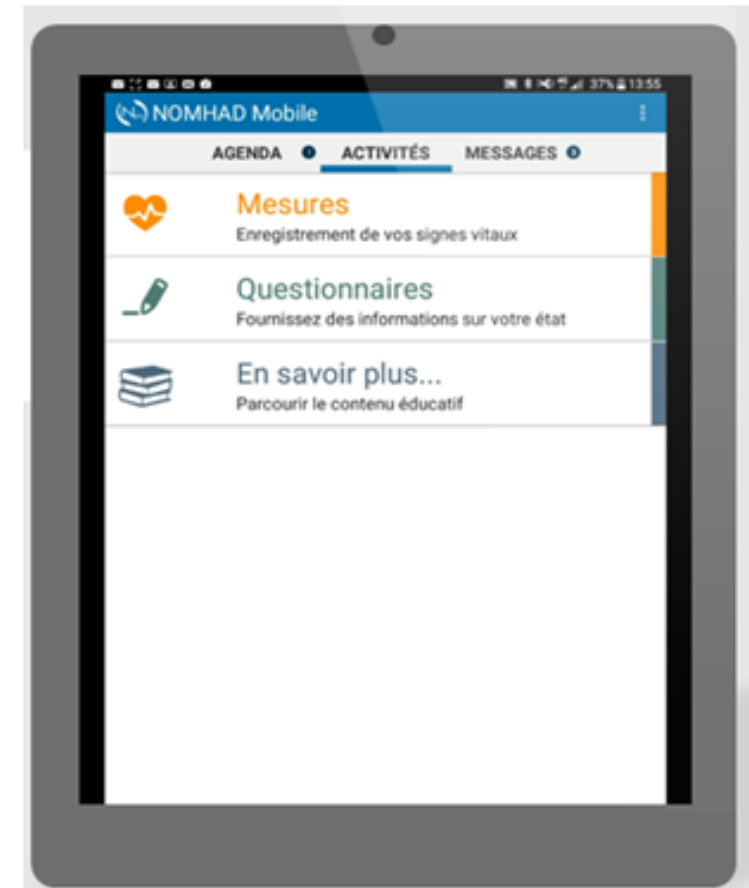 37% 13:55
NOMHAD Mobile
AGENDA ACTIVITÉS MESSAGES
Mesures
Enregistrement de vos signes vitaux
Questionnaires
Fournissez des informations sur votre état
En savoir plus...
Parcourir le contenu éducatif